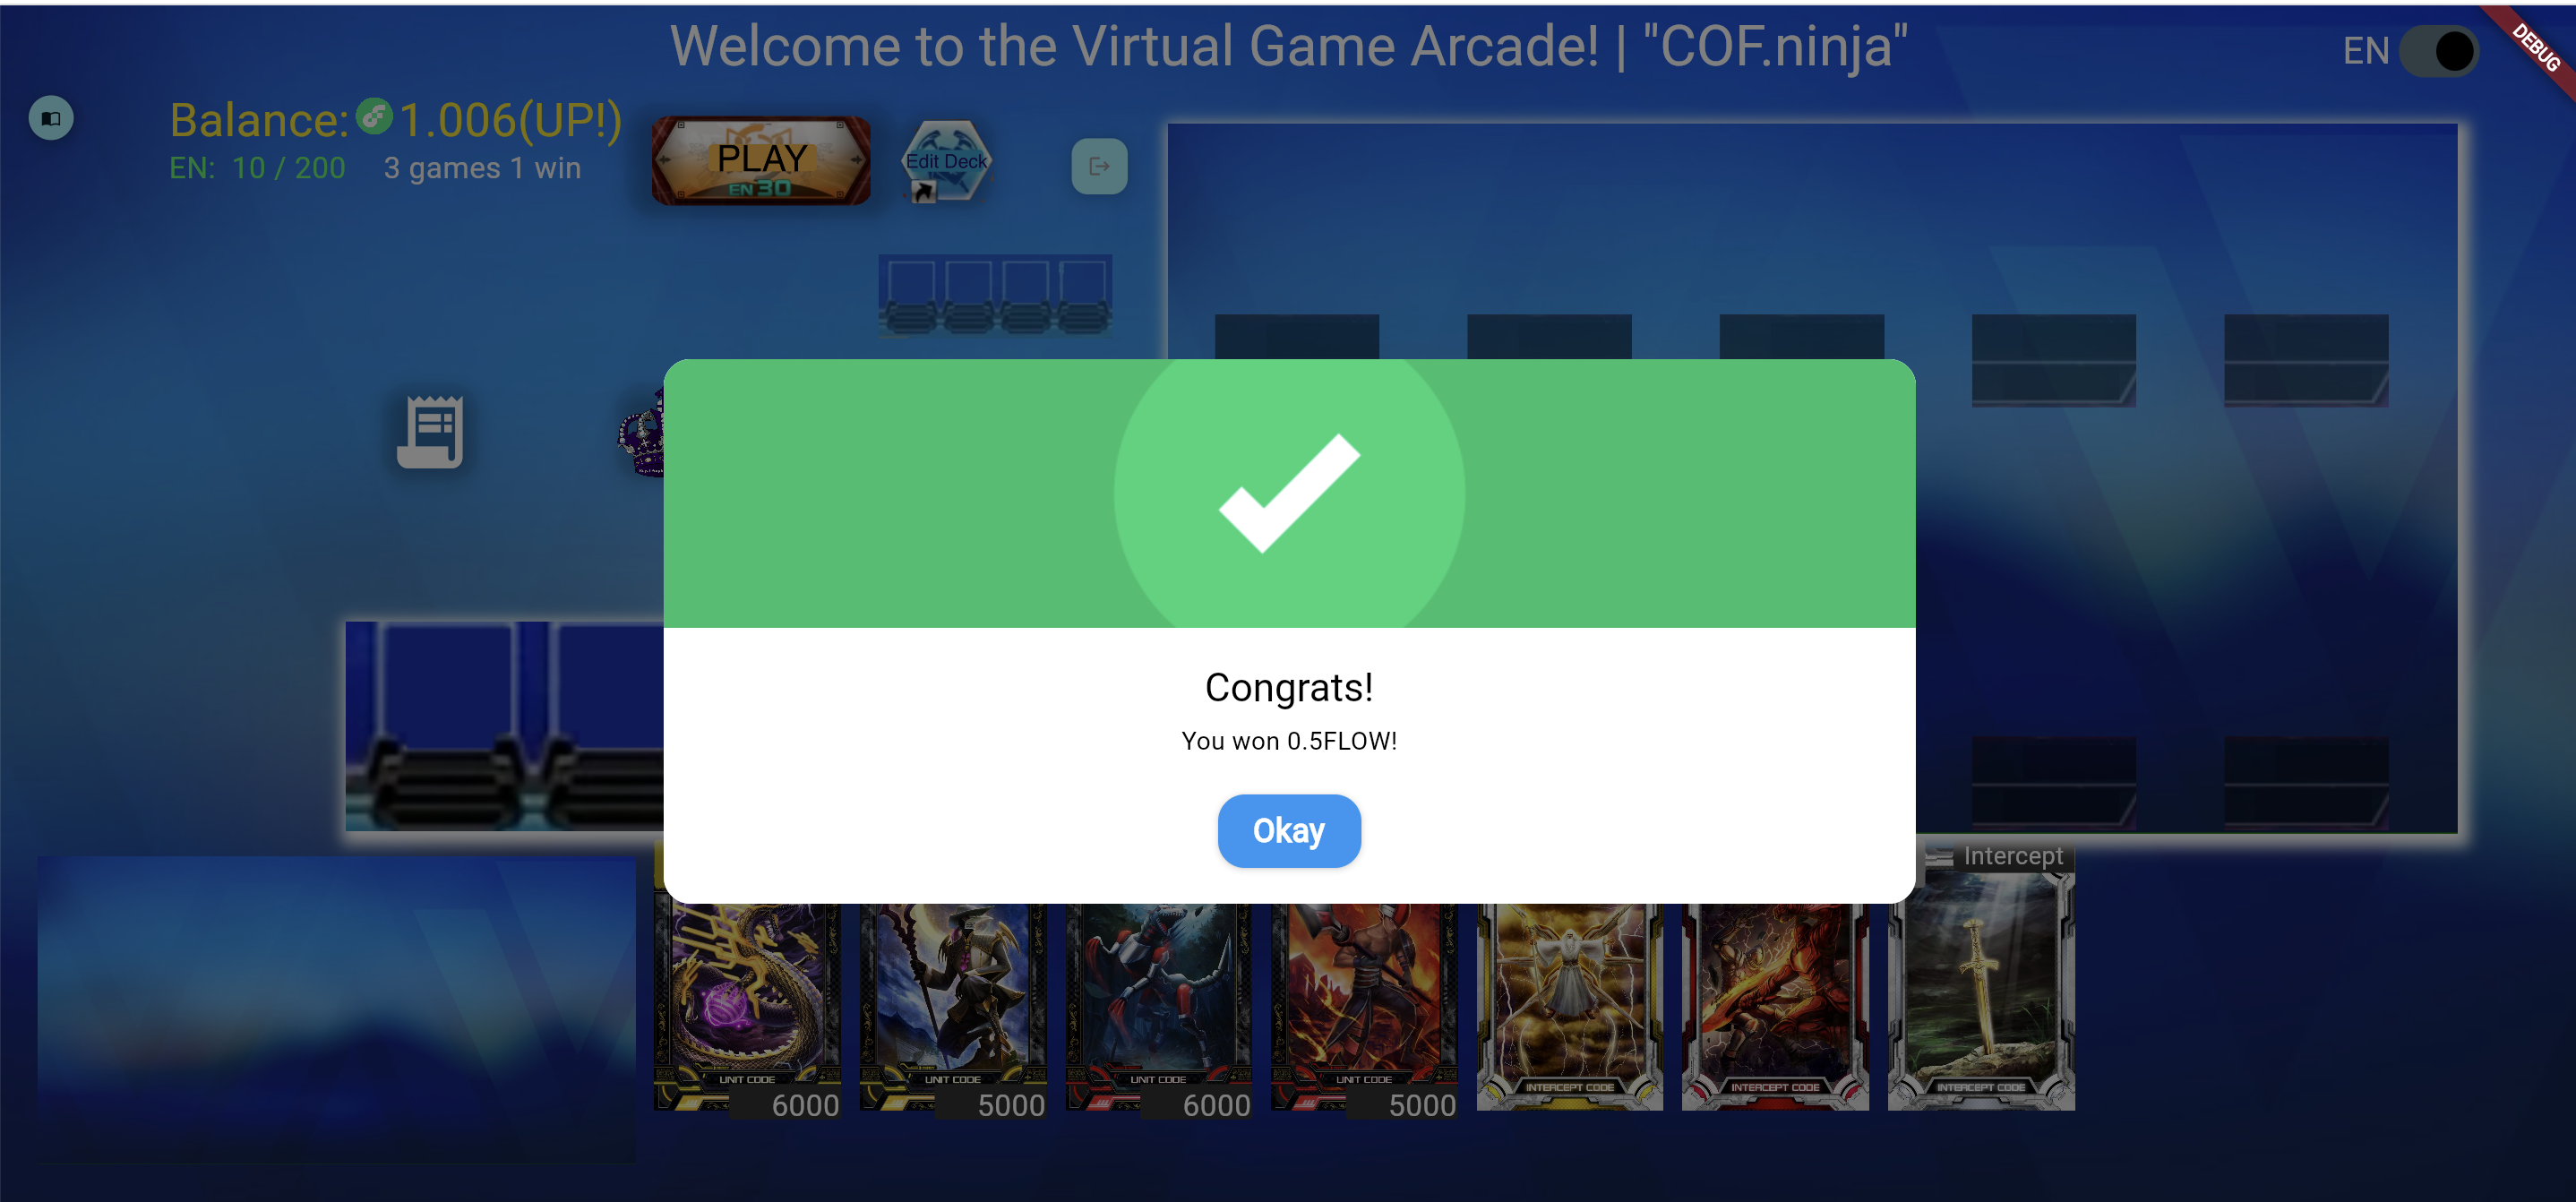 Welcome to the Virtual Game Arcade! | "COF.ninja"
EN
DEBUG
Balance: 1.006(UP!)
EN: 10 / 200 3 games 1 win
PLAY
EN 30
Edit Deck
Congrats!
You won 0.5FLOW!
Okay
Intercept
UNIT CODE
UNIT CODE
UNIT CODE
UNIT CODE
INTERCEPT CODE
INTERCEPT CODE
INTERCEPT CODE
6000
5000
6000
5000